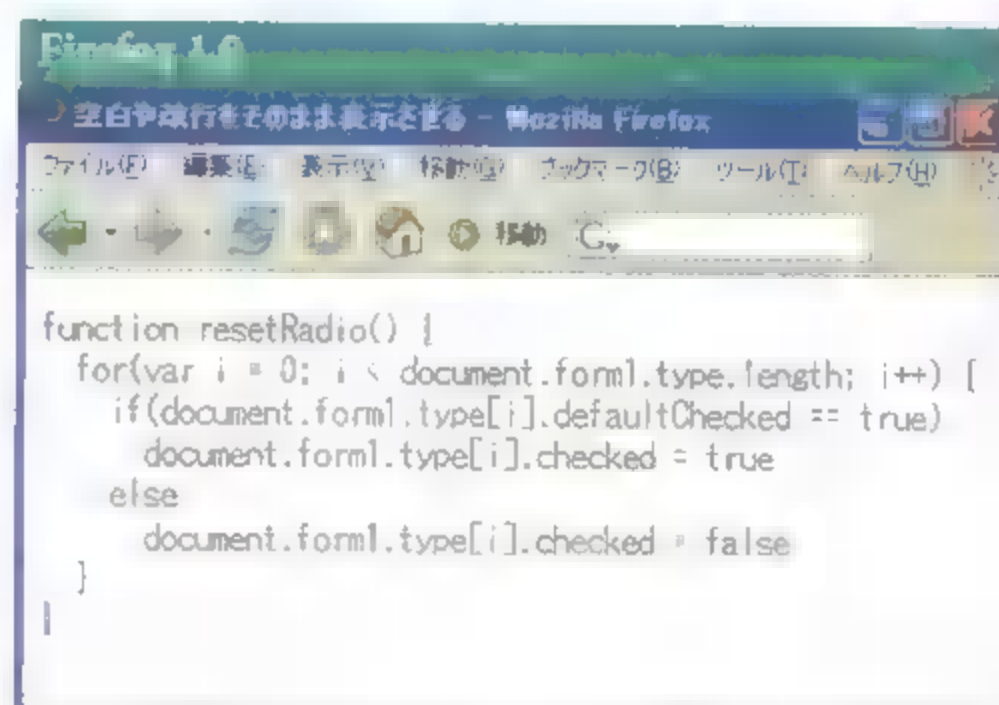 Firefox 1.0
空白や改行をそのまま表示させる - Mozilla Firefox
ファイル(F) 編集(E) 表示(V) 移動(G) ブックマーク(B) ツール(T) ヘルプ(H)
移動 G
function resetRadio() {
for(var i = 0; i < document.form1.type.length; i++) {
if(document.form1.type[i].defaultChecked == true)
document.form1.type[i].checked = true
else
document.form1.type[i].checked = false
}
}